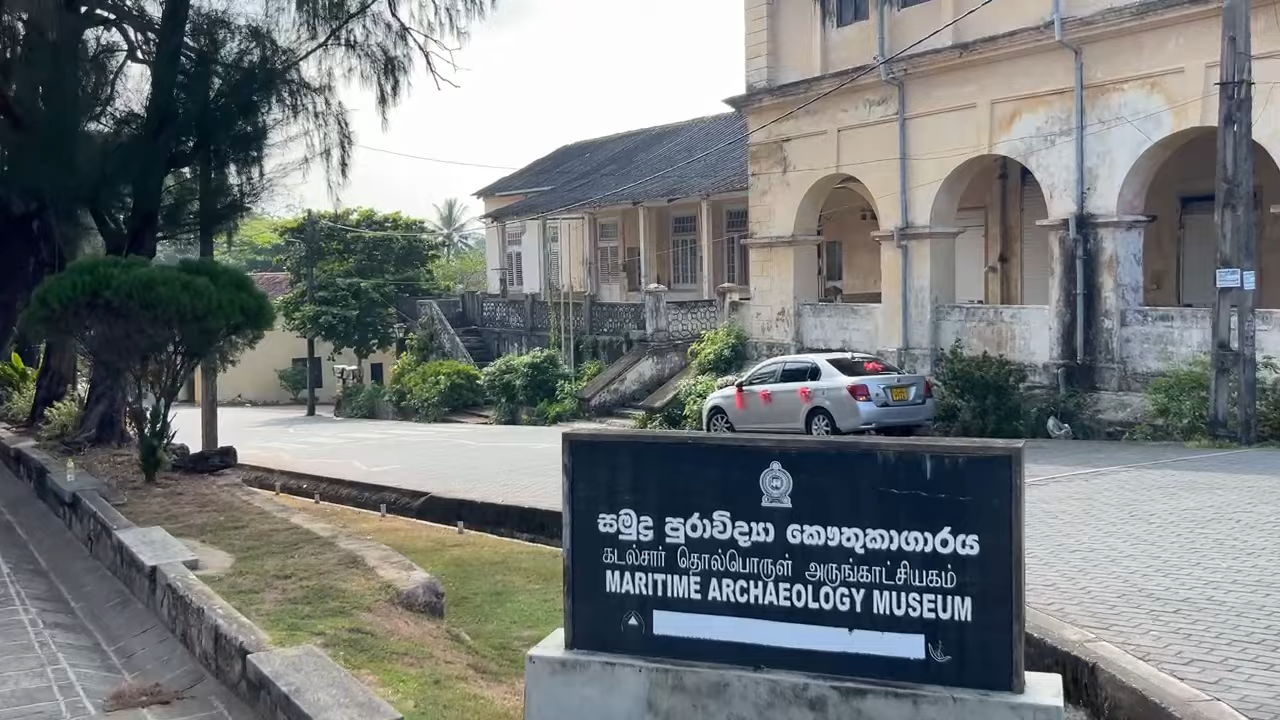 සමුද්‍ර පුරාවිද්‍යා කෞතුකාගාරය
கடல்சார் தொல்பொருள் அருங்காட்சியகம்
MARITIME ARCHAEOLOGY MUSEUM